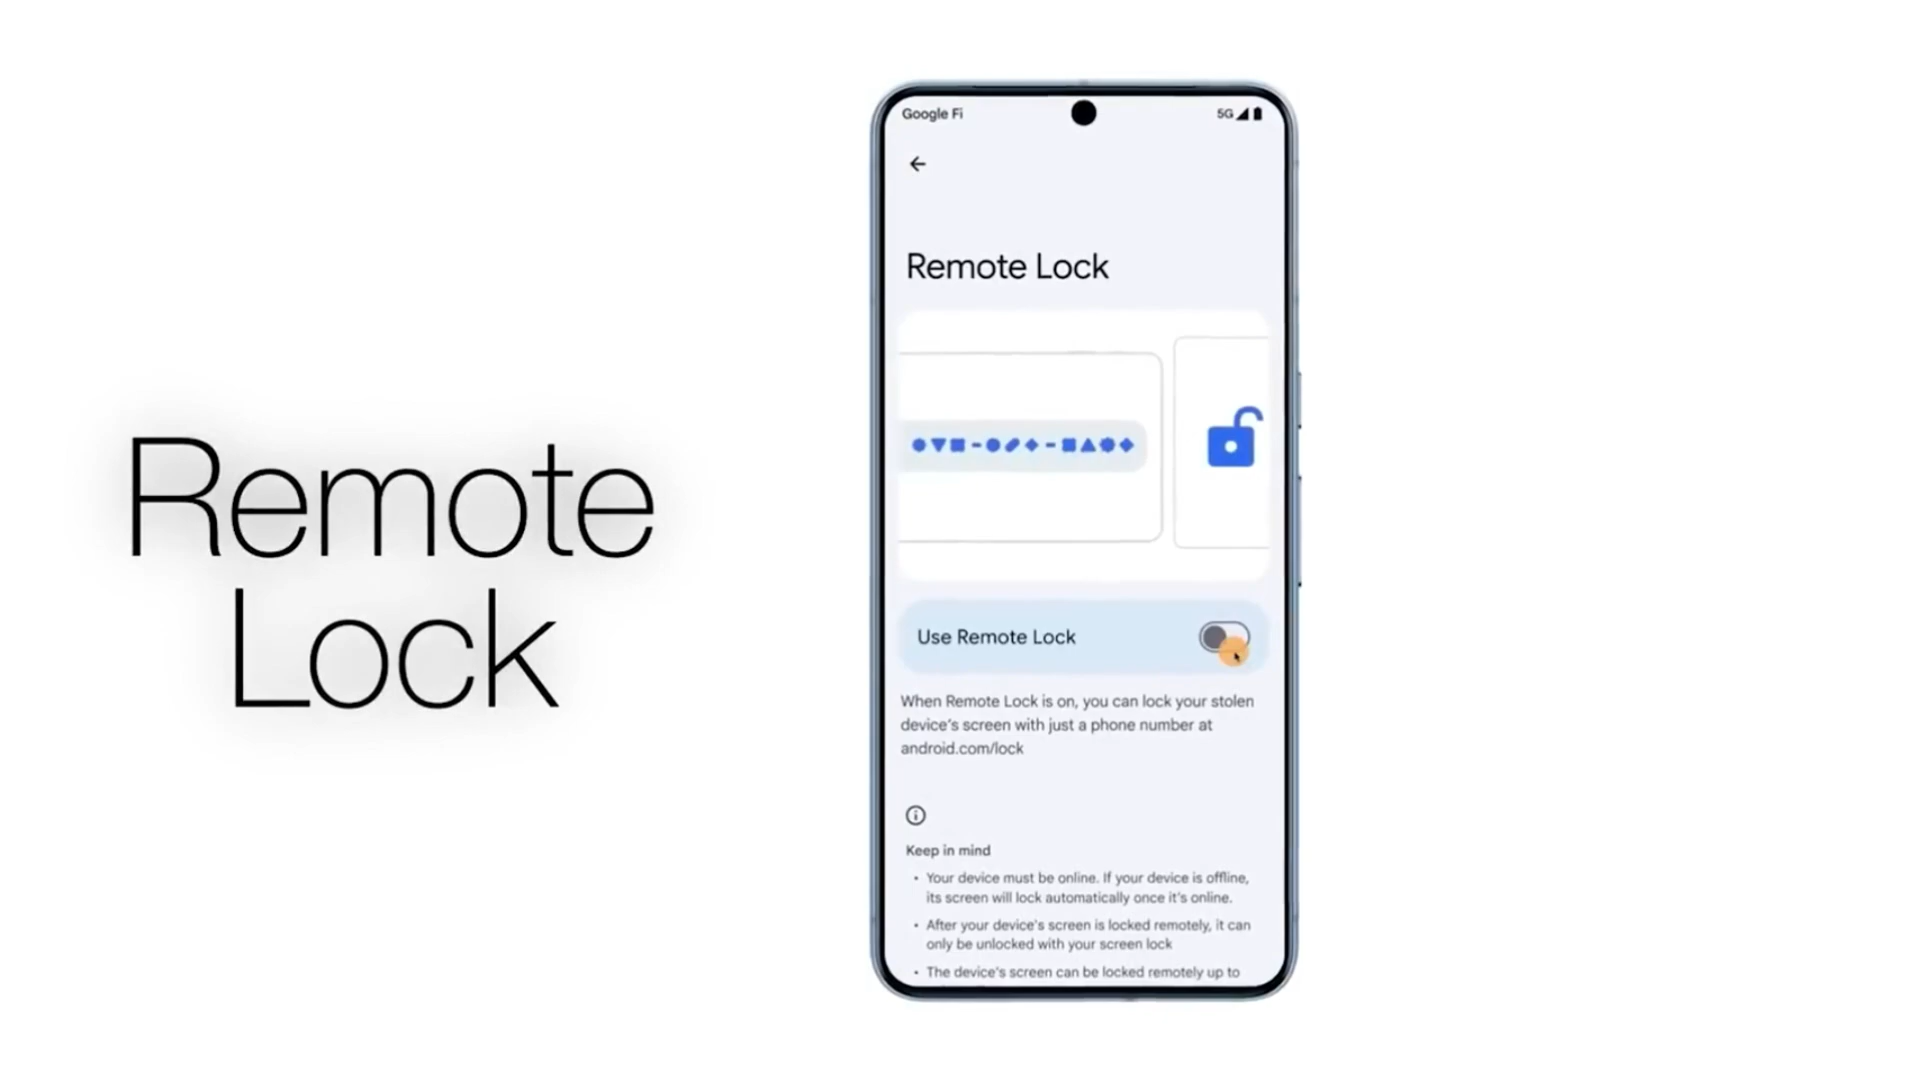 Remote
Lock
Google Fi
5G
Remote Lock
Use Remote Lock
When Remote Lock is on, you can lock your stolen
device's screen with just a phone number at
android.com/lock
Keep in mind
• Your device must be online. If your device is offline,
its screen will lock automatically once it's online.
• After your device's screen is locked remotely, it can
only be unlocked with your screen lock
• The device's screen can be locked remotely up to